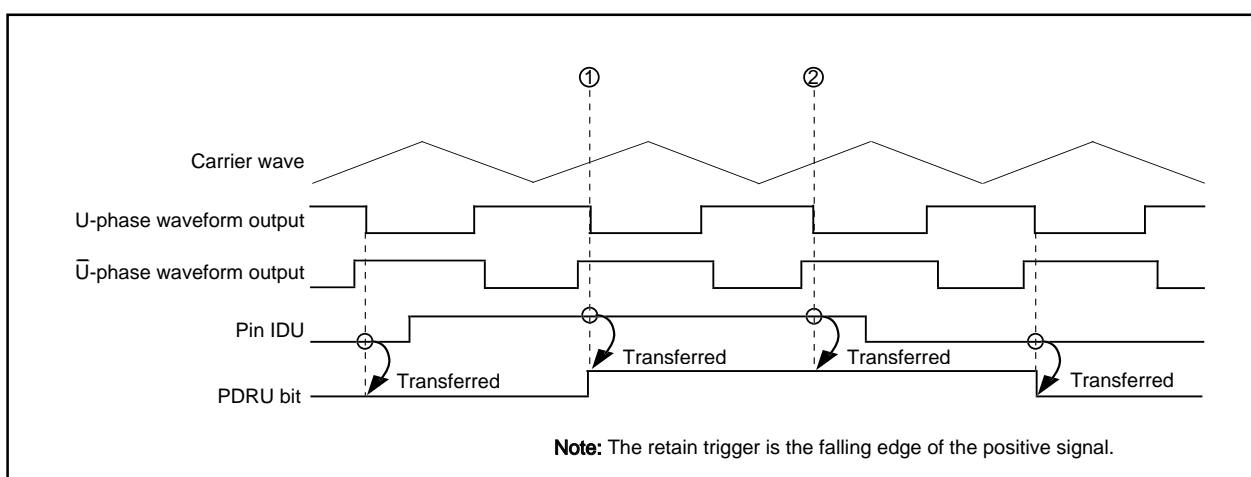 ① ②
Carrier wave
U-phase waveform output
U̅-phase waveform output
Pin IDU
Transferred Transferred
Transferred Transferred
PDRU bit
Note: The retain trigger is the falling edge of the positive signal.